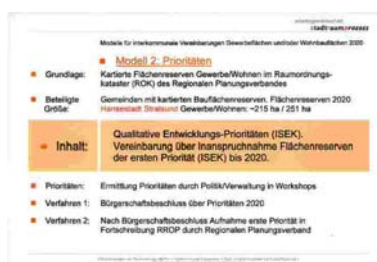 stadtraumprozess
Modelle für interkommunale Vereinbarungen Gewerbeflächen und/oder Wohnbauflächen 2020
Modell 2: Prioritäten
Grundlage: Kartierte Flächenreserven Gewerbe/Wohnen im Raumordnungs-
kataster (ROK) des Regionalen Planungsverbandes
Beteiligte Gemeinden mit kartierten Bauflächenreserven. Flächenreserven 2020
Größe: Hansestadt Stralsund Gewerbe/Wohnen: ~215 ha / 251 ha
Inhalt: Qualitative Entwicklungs-Prioritäten (ISEK).
Vereinbarung über Inanspruchnahme Flächenreserven
der ersten Priorität (ISEK) bis 2020.
Prioritäten: Ermittlung Prioritäten durch Politik/Verwaltung in Workshops
Verfahren 1: Bürgerschaftsbeschluss über Prioritäten 2020
Verfahren 2: Nach Bürgerschaftsbeschluss Aufnahme erste Priorität in
Fortschreibung RROP durch Regionalen Planungsverband